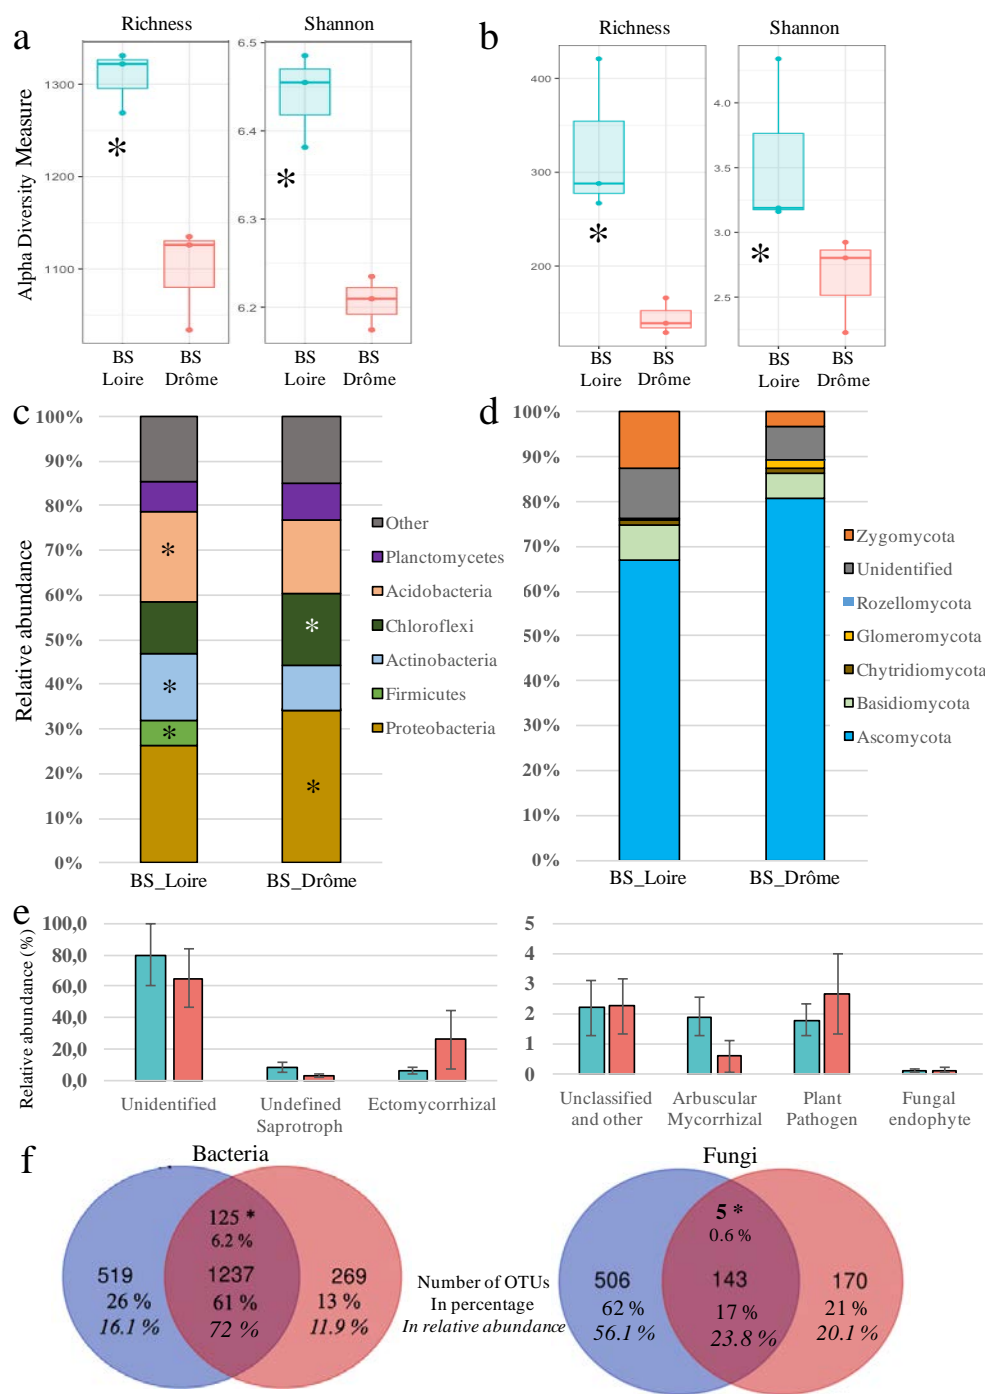 a
Richness
Shannon
b
Richness
Shannon
Alpha Diversity Measure
1300
1200
1100
*
6.5
6.4
6.3
6.2
*
400
300
200
*
4.0
3.5
3.0
2.5
*
BS
Loire
BS
Drôme
BS
Loire
BS
Drôme
BS
Loire
BS
Drôme
BS
Loire
BS
Drôme
c
Relative abundance
100%
90%
80%
70%
60%
50%
40%
30%
20%
10%
0%
*
*
*
*
*
BS_Loire
BS_Drôme
Other
Planctomycetes
Acidobacteria
Chloroflexi
Actinobacteria
Firmicutes
Proteobacteria
d
100%
90%
80%
70%
60%
50%
40%
30%
20%
10%
0%
BS_Loire
BS_Drôme
Zygomycota
Unidentified
Rozellomycota
Glomeromycota
Chytridiomycota
Basidiomycota
Ascomycota
e
Relative abundance (%)
100,0
80,0
60,0
40,0
20,0
0,0
Unidentified
Undefined
Saprotroph
Ectomycorrhizal
5
4
3
2
1
0
Unclassified
and other
Arbuscular
Mycorrhizal
Plant
Pathogen
Fungal
endophyte
f
Bacteria
125 *
6.2 %
519
26 %
16.1 %
1237
61 %
72 %
269
13 %
11.9 %
Number of OTUs
In percentage
In relative abundance
Fungi
5 *
0.6 %
506
62 %
56.1 %
143
17 %
23.8 %
170
21 %
20.1 %